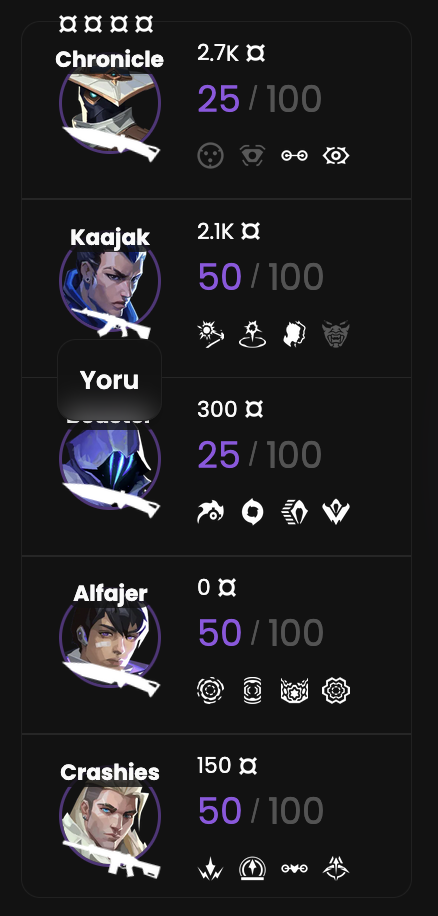 Chronicle
2.7K ¤
25 / 100
Kaajak
2.1K ¤
50 / 100
Yoru
300 ¤
25 / 100
Alfajer
0 ¤
50 / 100
Crashies
150 ¤
50 / 100